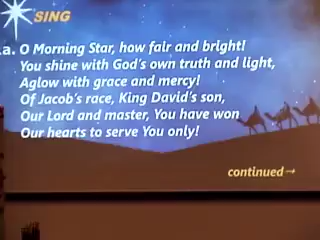 SING
a. O Morning Star, how fair and bright!
You shine with God's own truth and light,
Aglow with grace and mercy!
Of Jacob's race, King David's son,
Our Lord and master, You have won
Our hearts to serve You only!
continued→